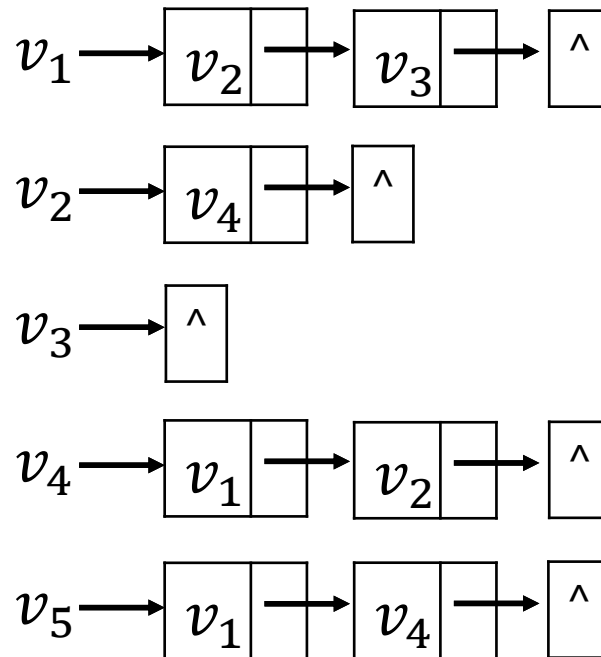 v₁ v₂ v₃ ^
v₂ v₄ ^
v₃ ^
v₄ v₁ v₂ ^
v₅ v₁ v₄ ^